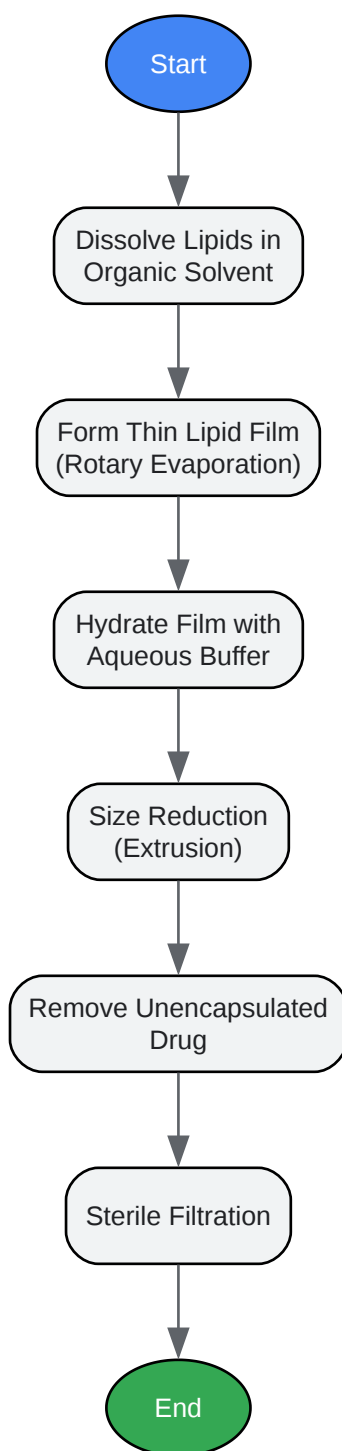 Start
Dissolve Lipids in
Organic Solvent
Form Thin Lipid Film
(Rotary Evaporation)
Hydrate Film with
Aqueous Buffer
Size Reduction
(Extrusion)
Remove Unencapsulated
Drug
Sterile Filtration
End